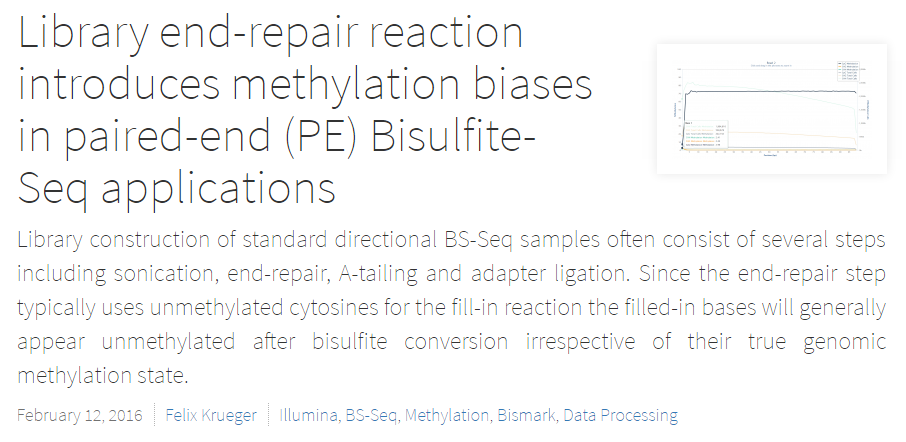 Library end-repair reaction
introduces methylation biases
in paired-end (PE) Bisulfite-
Seq applications
Library construction of standard directional BS-Seq samples often consist of several steps
including sonication, end-repair, A-tailing and adapter ligation. Since the end-repair step
typically uses unmethylated cytosines for the fill-in reaction the filled-in bases will generally
appear unmethylated after bisulfite conversion irrespective of their true genomic
methylation state.
February 12, 2016 Felix Krueger Illumina, BS-Seq, Methylation, Bismark, Data Processing